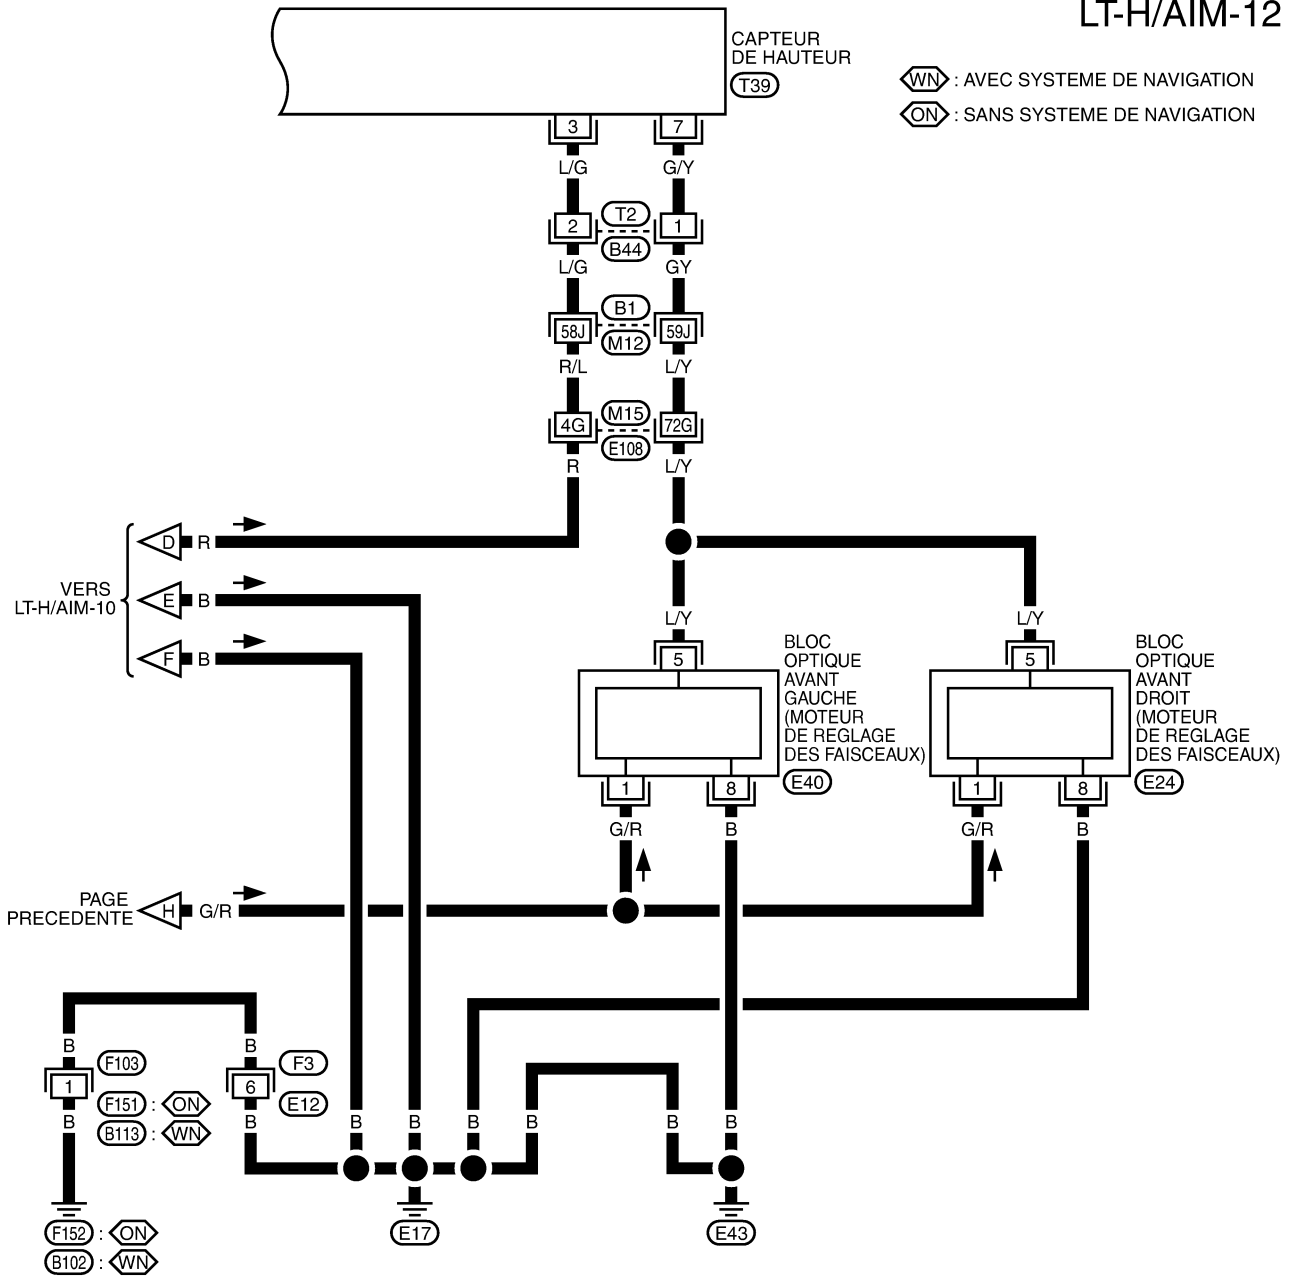 LT-H/AIM-12
CAPTEUR
DE HAUTEUR
T39
WN : AVEC SYSTEME DE NAVIGATION
ON : SANS SYSTEME DE NAVIGATION
3 7
L/G G/Y
2 T2 1
B44
L/G GY
B1
58J 59J
M12
R/L L/Y
M15
4G 72G
E108
R L/Y
D R
VERS
LT-H/AIM-10
E B
F B
L/Y L/Y
5 5
BLOC
OPTIQUE
AVANT
GAUCHE
(MOTEUR
DE REGLAGE
DES FAISCEAUX)
E40
BLOC
OPTIQUE
AVANT
DROIT
(MOTEUR
DE REGLAGE
DES FAISCEAUX)
E24
1 8 1 8
G/R B G/R B
PAGE
PRECEDENTE
H G/R
B B
F103 F3
1 6
F151 : ON E12
B113 : WN
B B B B B B B B
F152 : ON E17 E43
B102 : WN